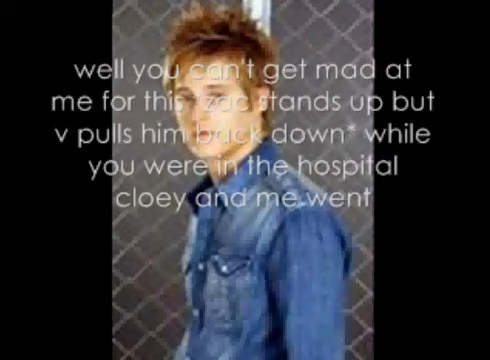 well you can't get mad at
me for this *zac stands up but
v pulls him back down* while
you were in the hospital
cloey and me went